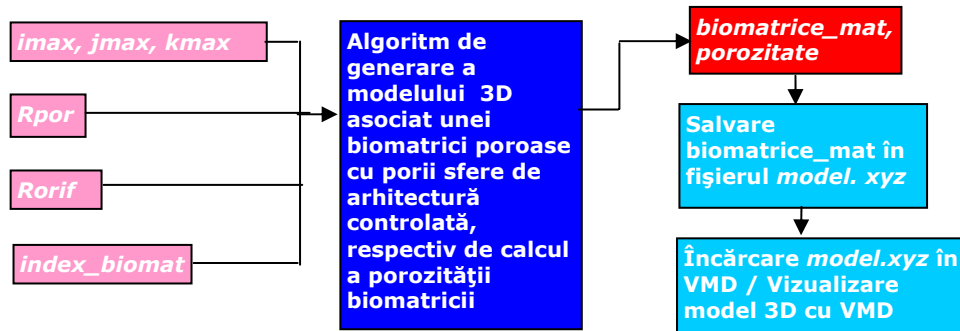 imax, jmax, kmax
Rpor
Rorif
index_biomat
Algoritm de
generare a
modelului 3D
asociat unei
biomatrici poroase
cu porii sfere de
arhitectură
controlată,
respectiv de calcul
a porozităţii
biomatricii
biomatrice_mat,
porozitate
Salvare
biomatrice_mat în
fişierul model. xyz
Încărcare model.xyz în
VMD / Vizualizare
model 3D cu VMD